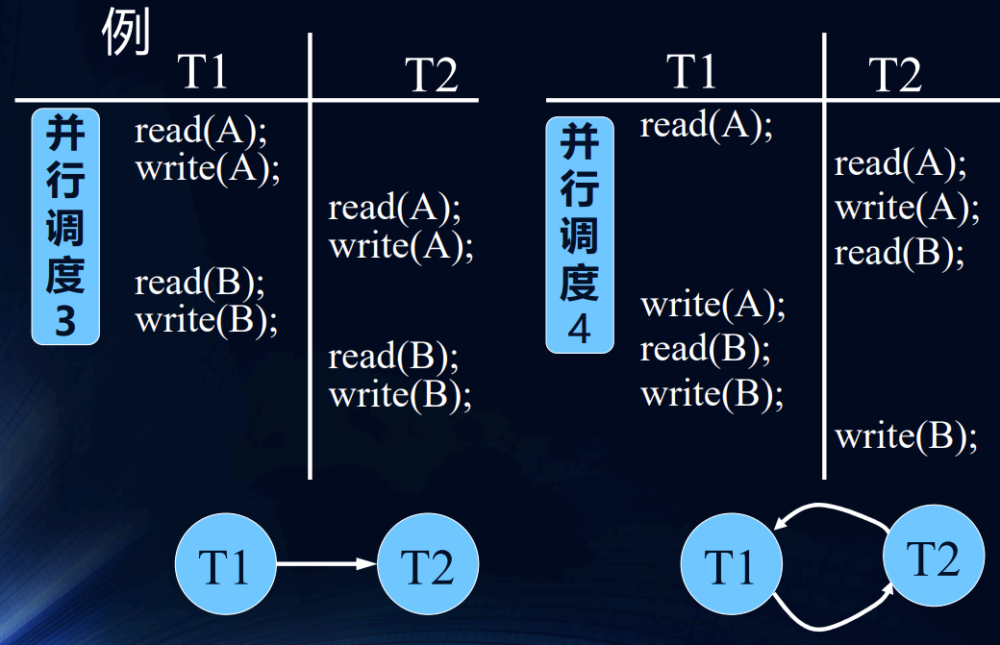 例
T1
T2
并行调度3
read(A);
write(A);
read(A);
write(A);
read(B);
write(B);
read(B);
write(B);
T1
T2
T1
T2
并行调度4
read(A);
read(A);
write(A);
read(B);
write(A);
read(B);
write(B);
write(B);
T1
T2